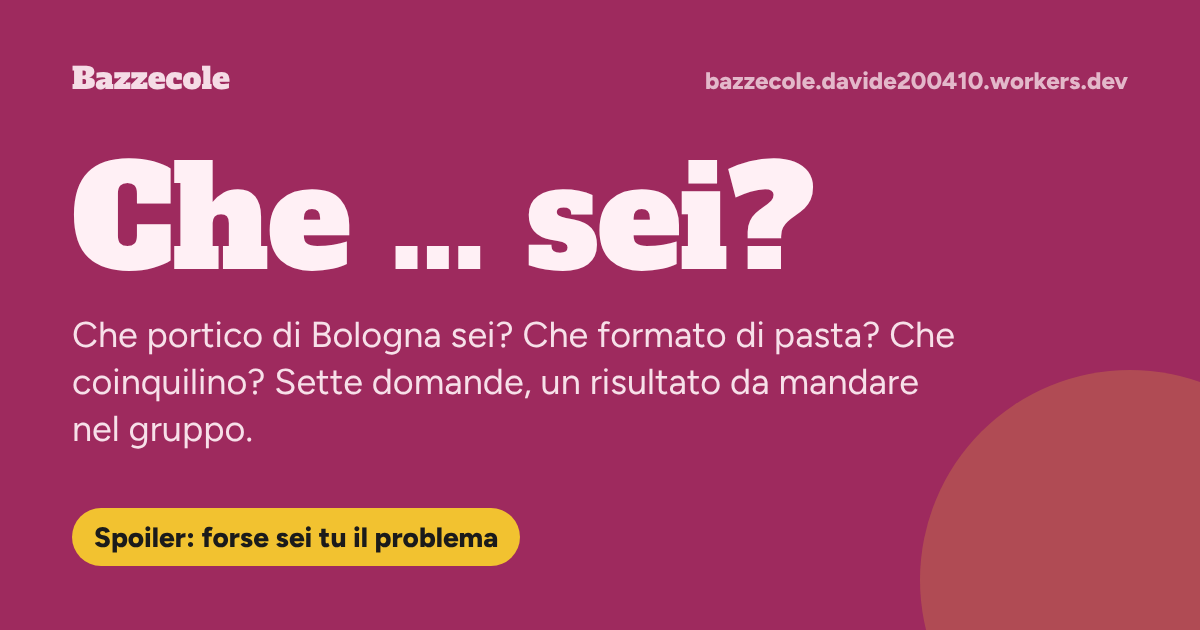 Bazzecole
bazzecole.davide200410.workers.dev
Che ... sei?
Che portico di Bologna sei? Che formato di pasta? Che
coinquilino? Sette domande, un risultato da mandare
nel gruppo.
Spoiler: forse sei tu il problema